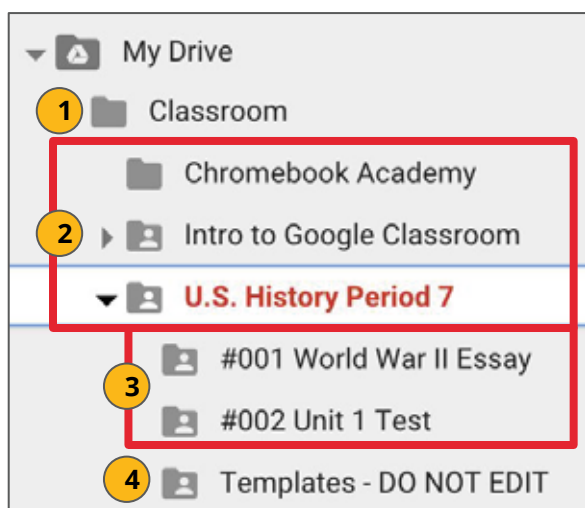 My Drive
1 Classroom
Chromebook Academy
2 Intro to Google Classroom
U.S. History Period 7
#001 World War II Essay
3
#002 Unit 1 Test
4 Templates - DO NOT EDIT